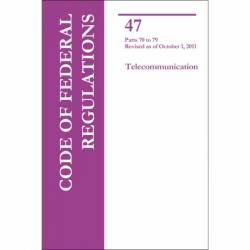 CODE OF FEDERAL
REGULATIONS
47
Parts 70 to 79
Revised as of October 1, 2011
Telecommunication